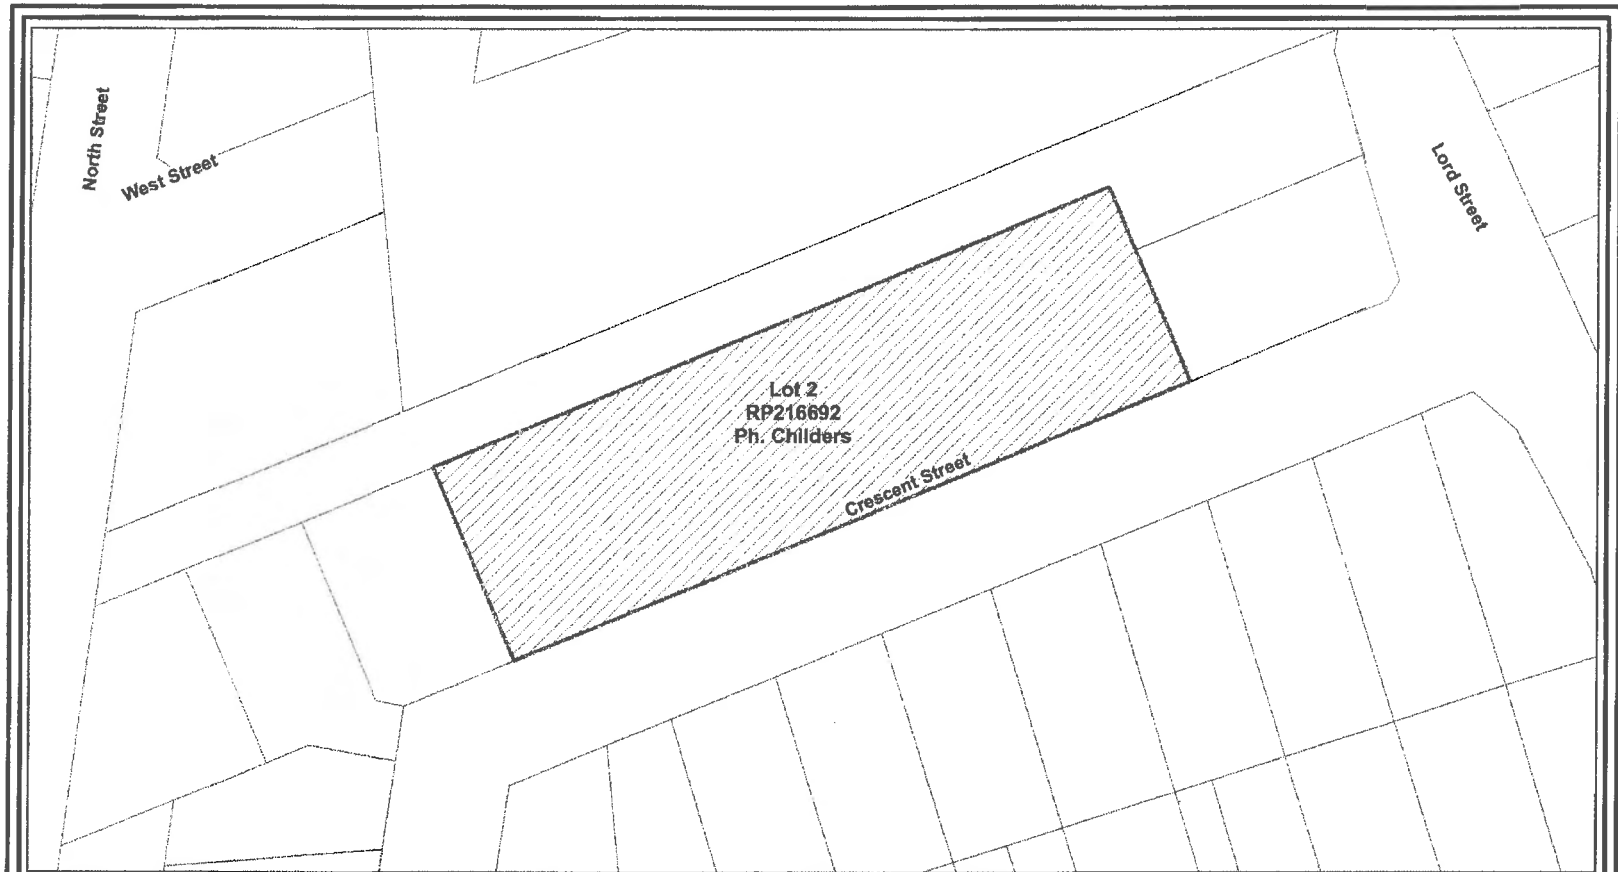 North Street
West Street
Lord Street
Lot 2
RP216692
Ph. Childers
Crescent Street